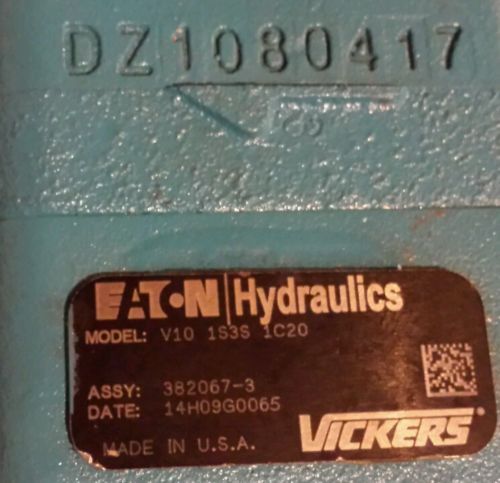 DZ1080417
EATON Hydraulics
MODEL: V10 1S3S 1C20
ASSY: 382067-3
DATE: 14H09G0065
MADE IN U.S.A.
VICKERS®